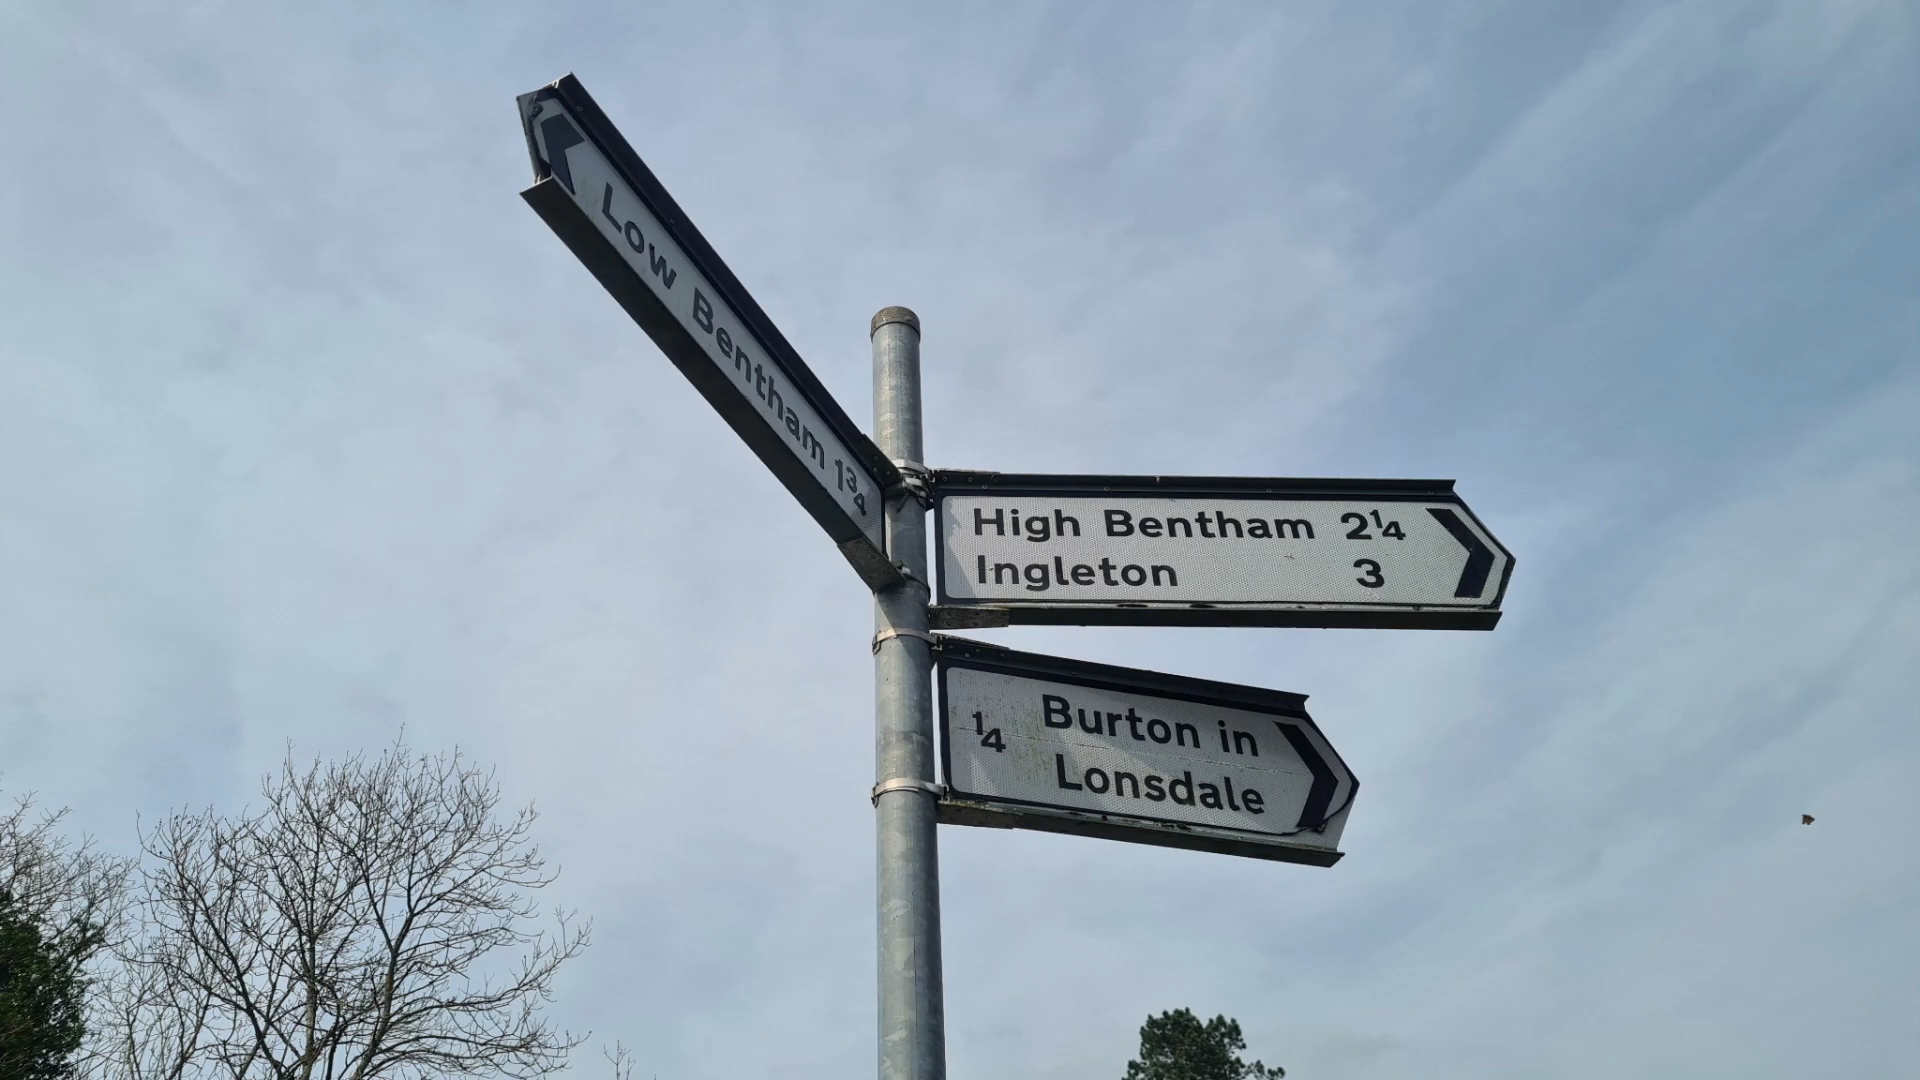 Low Bentham 1¾
High Bentham 2¼
Ingleton 3
¼ Burton in
Lonsdale